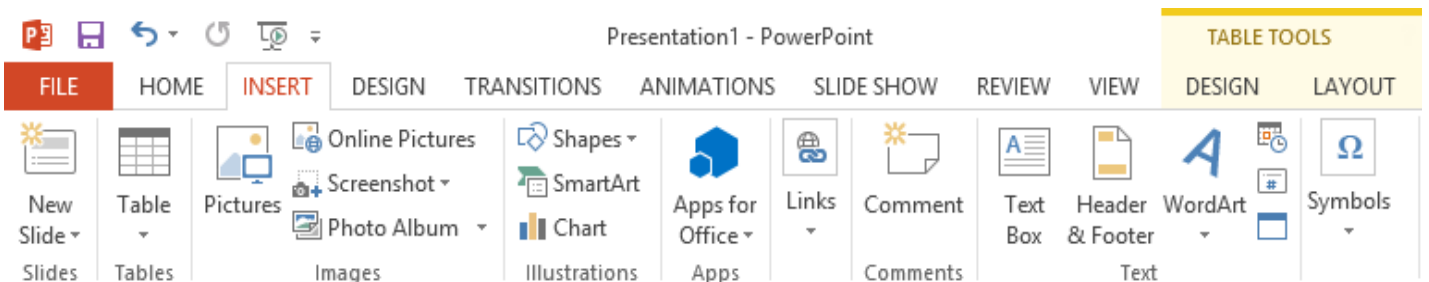 Presentation1 - PowerPoint TABLE TOOLS
FILE HOME INSERT DESIGN TRANSITIONS ANIMATIONS SLIDE SHOW REVIEW VIEW DESIGN LAYOUT
New Slide
Table
Pictures
Online Pictures
Screenshot
Photo Album
Shapes
SmartArt
Chart
Apps for
Office
Links
Comment
Text
Box
Header
& Footer
WordArt
Symbols
Slides Tables Images Illustrations Apps Comments Text